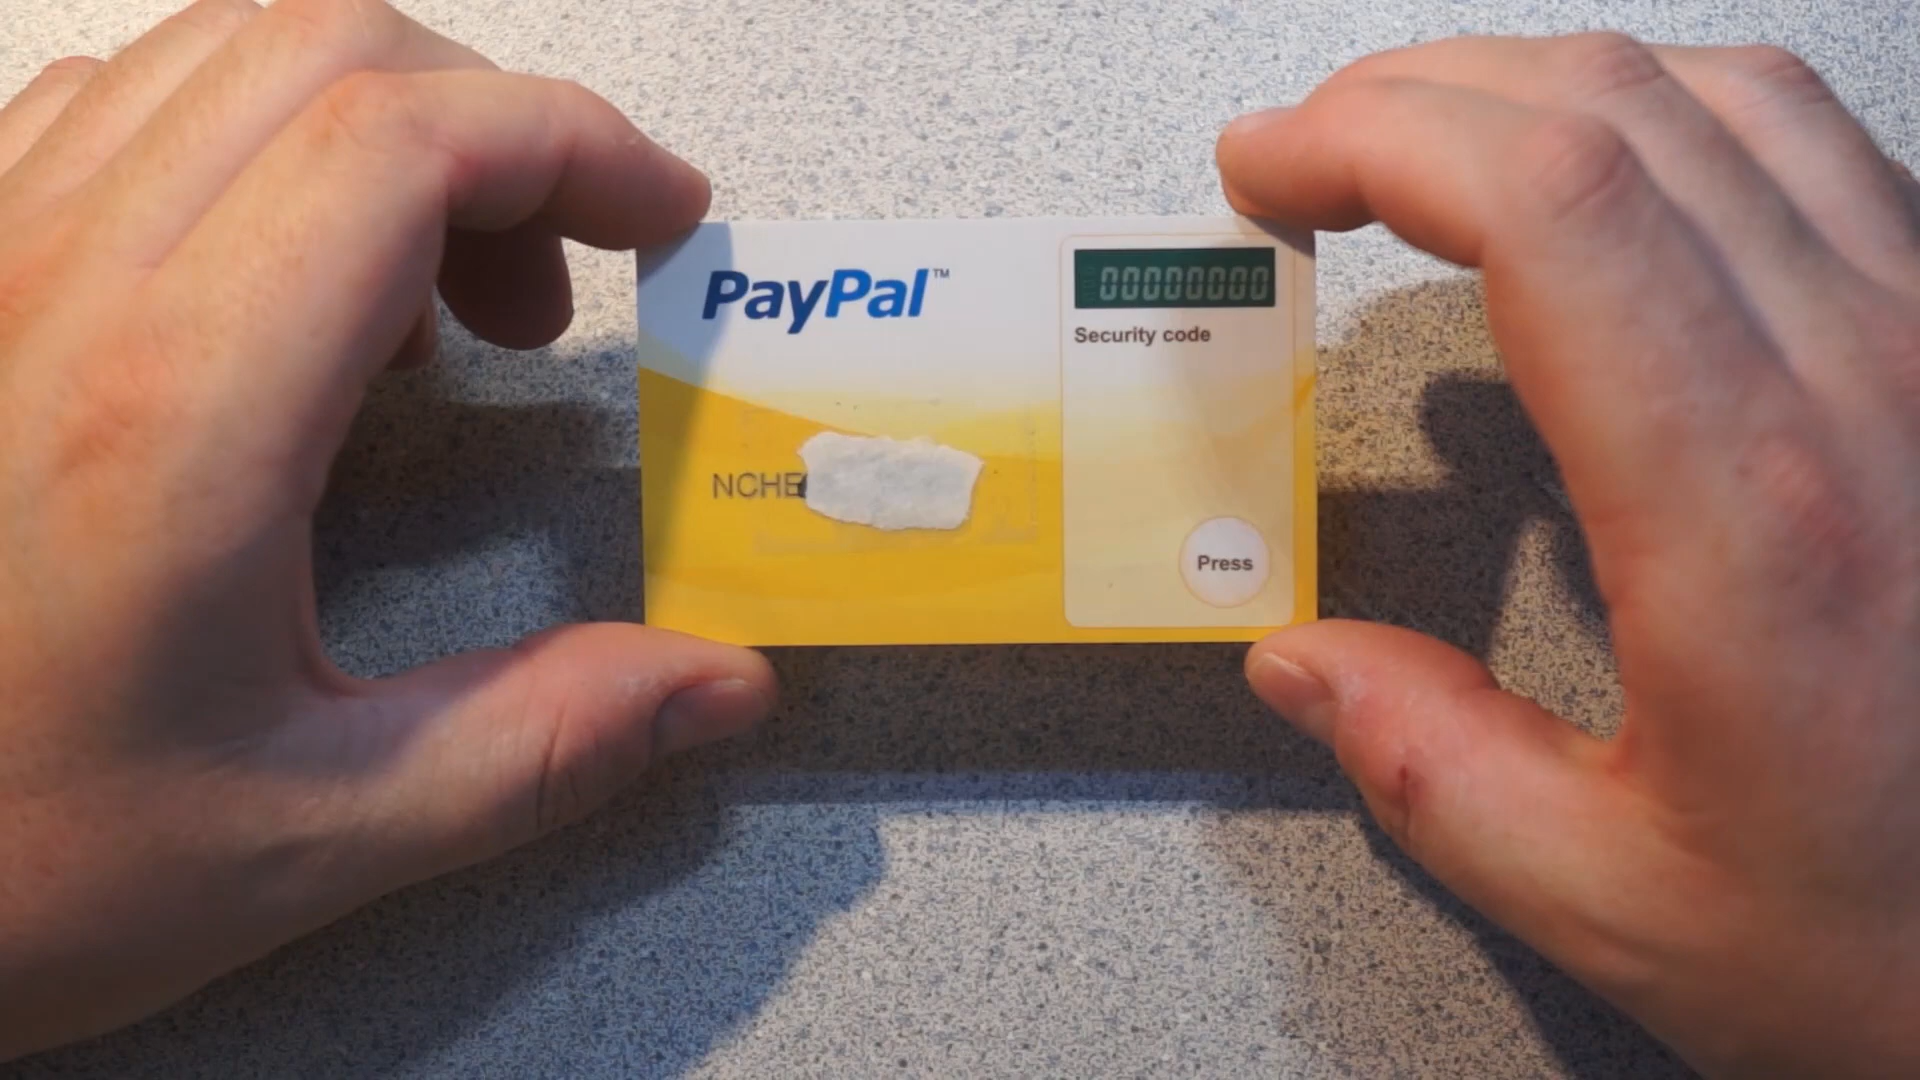 PayPal™
00000000
Security code
NCHE
Press